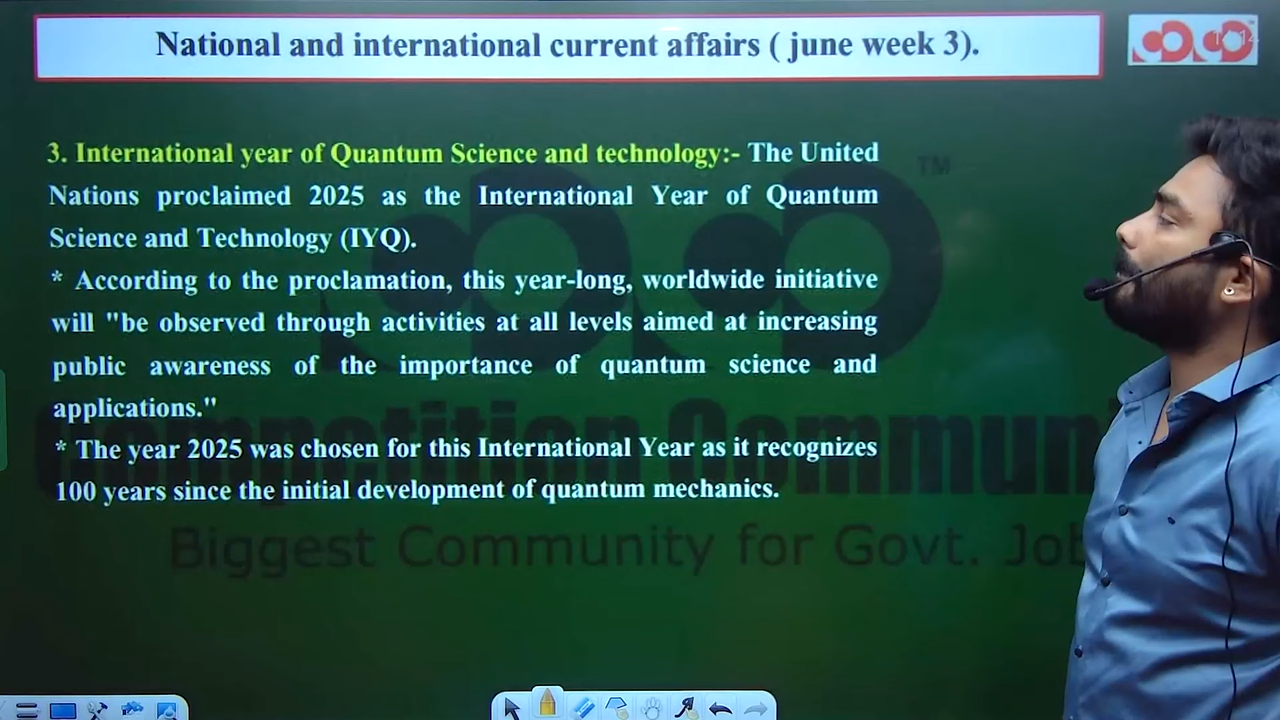 National and international current affairs ( june week 3).
3. International year of Quantum Science and technology:- The United
Nations proclaimed 2025 as the International Year of Quantum
Science and Technology (IYQ).
* According to the proclamation, this year-long, worldwide initiative
will "be observed through activities at all levels aimed at increasing
public awareness of the importance of quantum science and
applications."
* The year 2025 was chosen for this International Year as it recognizes
100 years since the initial development of quantum mechanics.
TM
Competition Communi
Biggest Community for Govt. Job